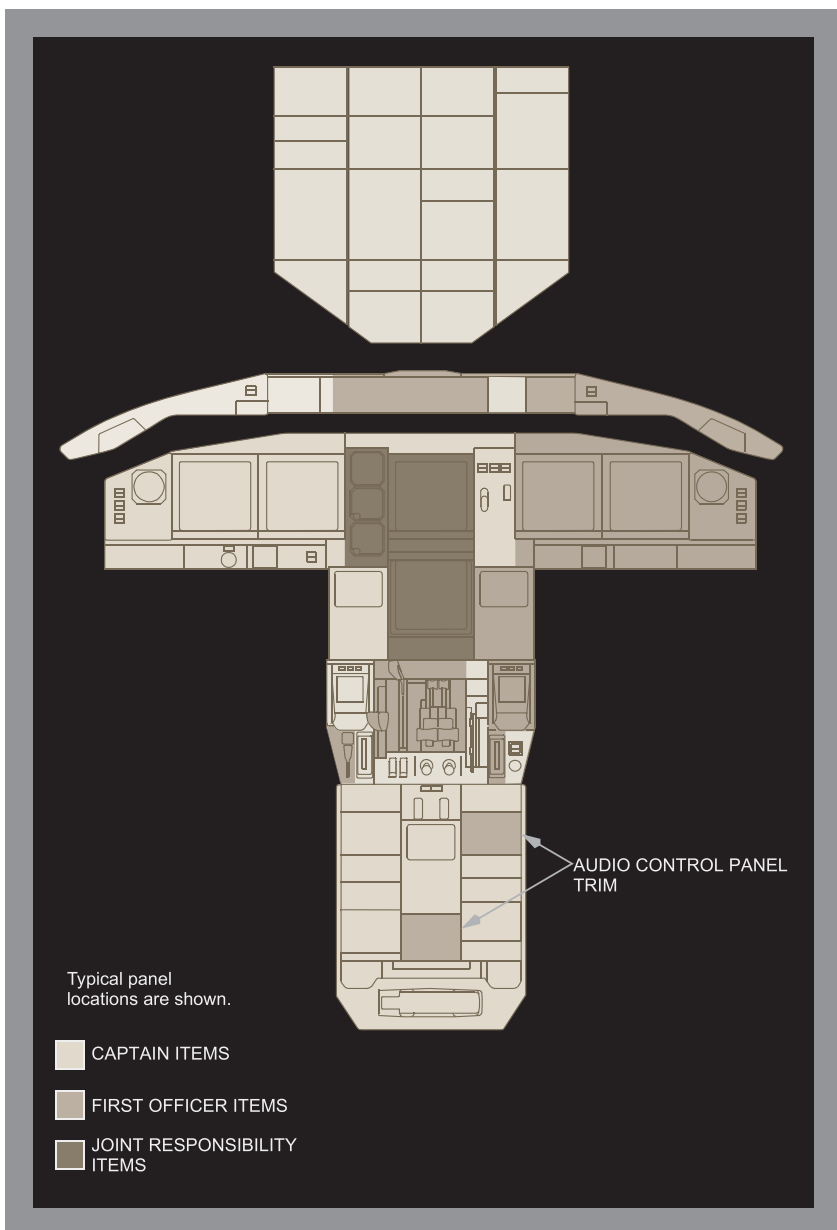 AUDIO CONTROL PANEL
TRIM
Typical panel
locations are shown.
CAPTAIN ITEMS
FIRST OFFICER ITEMS
JOINT RESPONSIBILITY
ITEMS